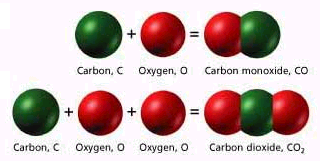 + =
Carbon, C Oxygen, O Carbon monoxide, CO
+ + =
Carbon, C Oxygen, O Oxygen, O Carbon dioxide, CO₂